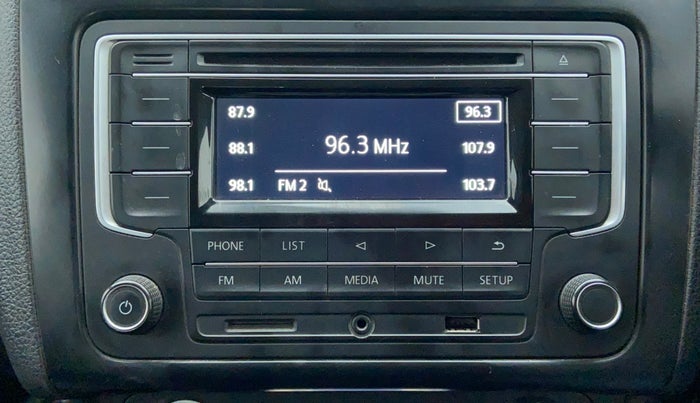 87.9 96.3
96.3 MHz
88.1 107.9
98.1 FM 2 103.7
PHONE LIST
FM AM MEDIA MUTE SETUP